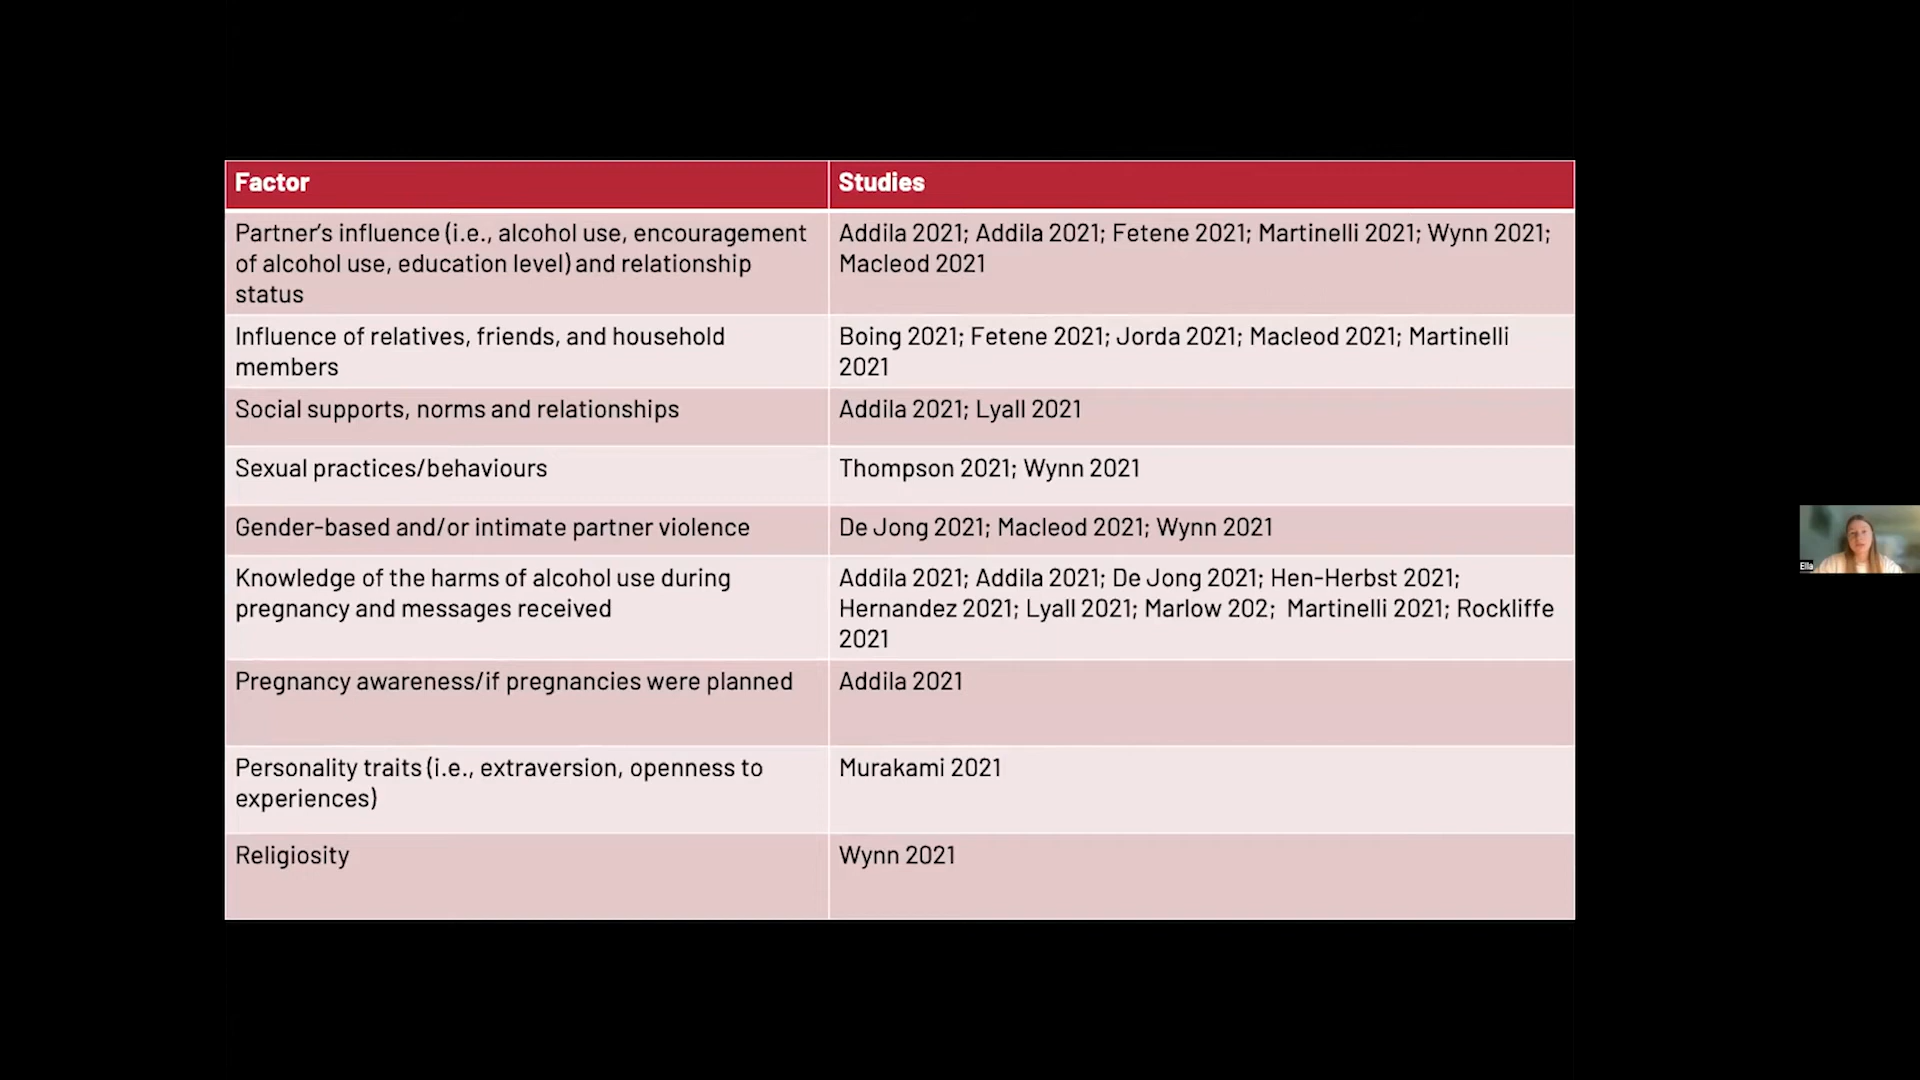 Factor
Studies
Partner's influence (i.e., alcohol use, encouragement
of alcohol use, education level) and relationship
status
Addila 2021; Addila 2021; Fetene 2021; Martinelli 2021; Wynn 2021;
Macleod 2021
Influence of relatives, friends, and household
members
Boing 2021; Fetene 2021; Jorda 2021; Macleod 2021; Martinelli
2021
Social supports, norms and relationships
Addila 2021; Lyall 2021
Sexual practices/behaviours
Thompson 2021; Wynn 2021
Gender-based and/or intimate partner violence
De Jong 2021; Macleod 2021; Wynn 2021
Knowledge of the harms of alcohol use during
pregnancy and messages received
Addila 2021; Addila 2021; De Jong 2021; Hen-Herbst 2021;
Hernandez 2021; Lyall 2021; Marlow 202; Martinelli 2021; Rockliffe
2021
Pregnancy awareness/if pregnancies were planned
Addila 2021
Personality traits (i.e., extraversion, openness to
experiences)
Murakami 2021
Religiosity
Wynn 2021
Ella